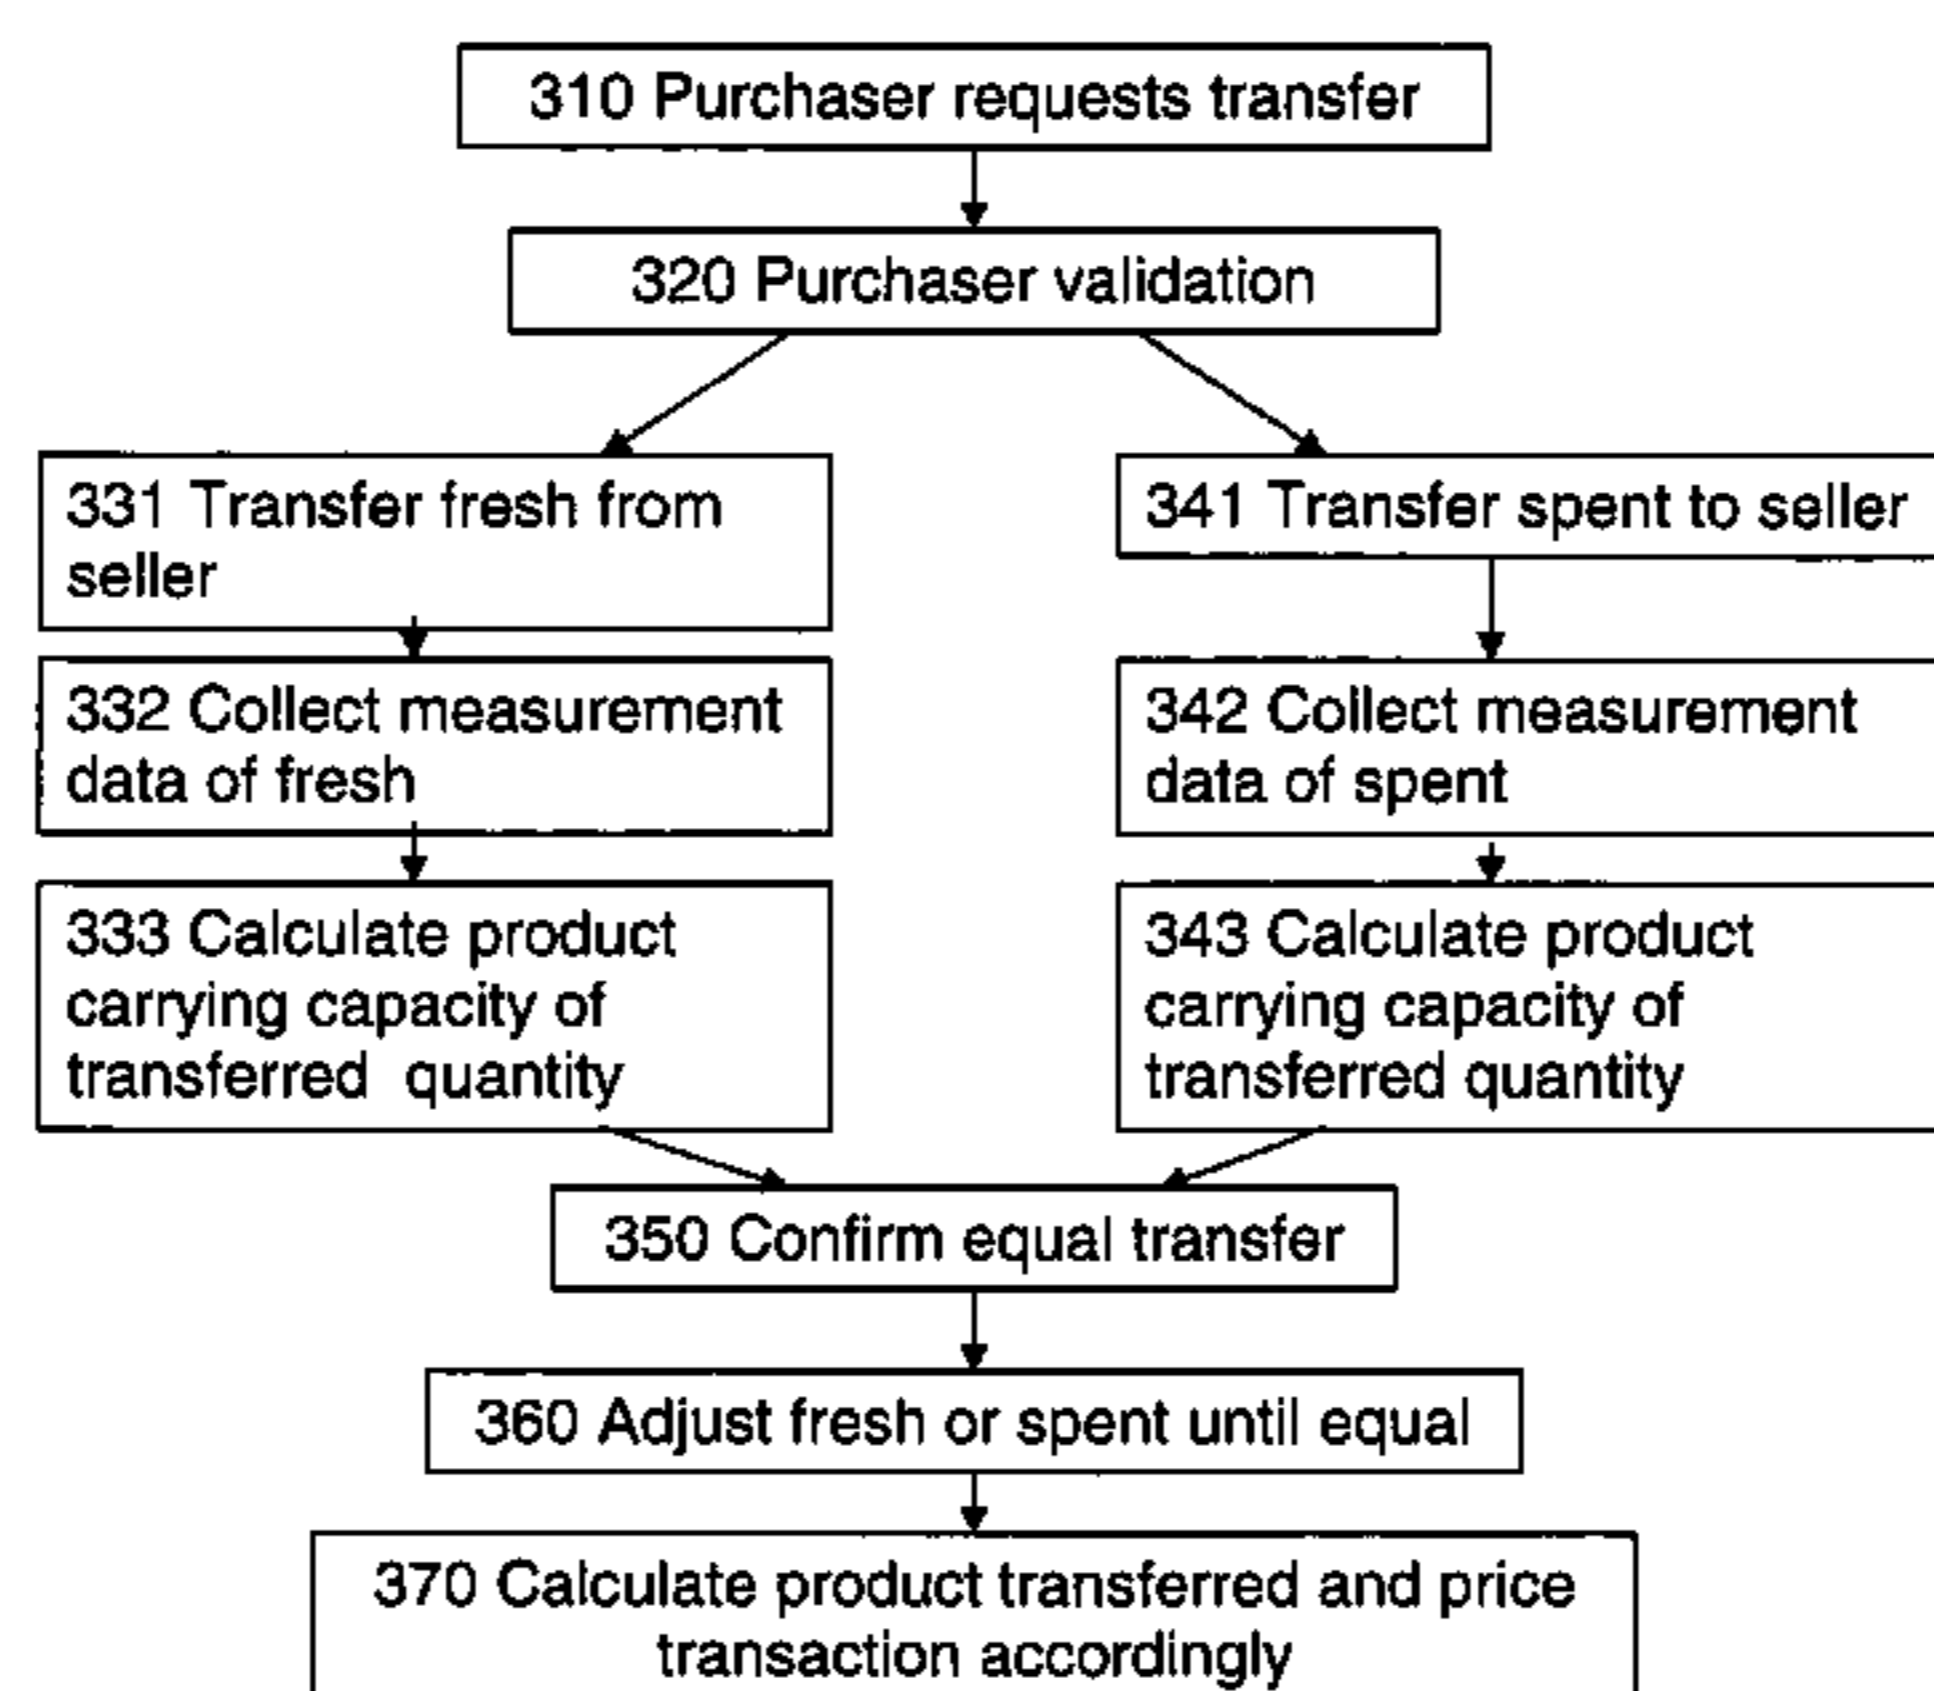 310 Purchaser requests transfer
320 Purchaser validation
331 Transfer fresh from
seller
332 Collect measurement
data of fresh
333 Calculate product
carrying capacity of
transferred quantity
341 Transfer spent to seller
342 Collect measurement
data of spent
343 Calculate product
carrying capacity of
transferred quantity
350 Confirm equal transfer
360 Adjust fresh or spent until equal
370 Calculate product transferred and price
transaction accordingly